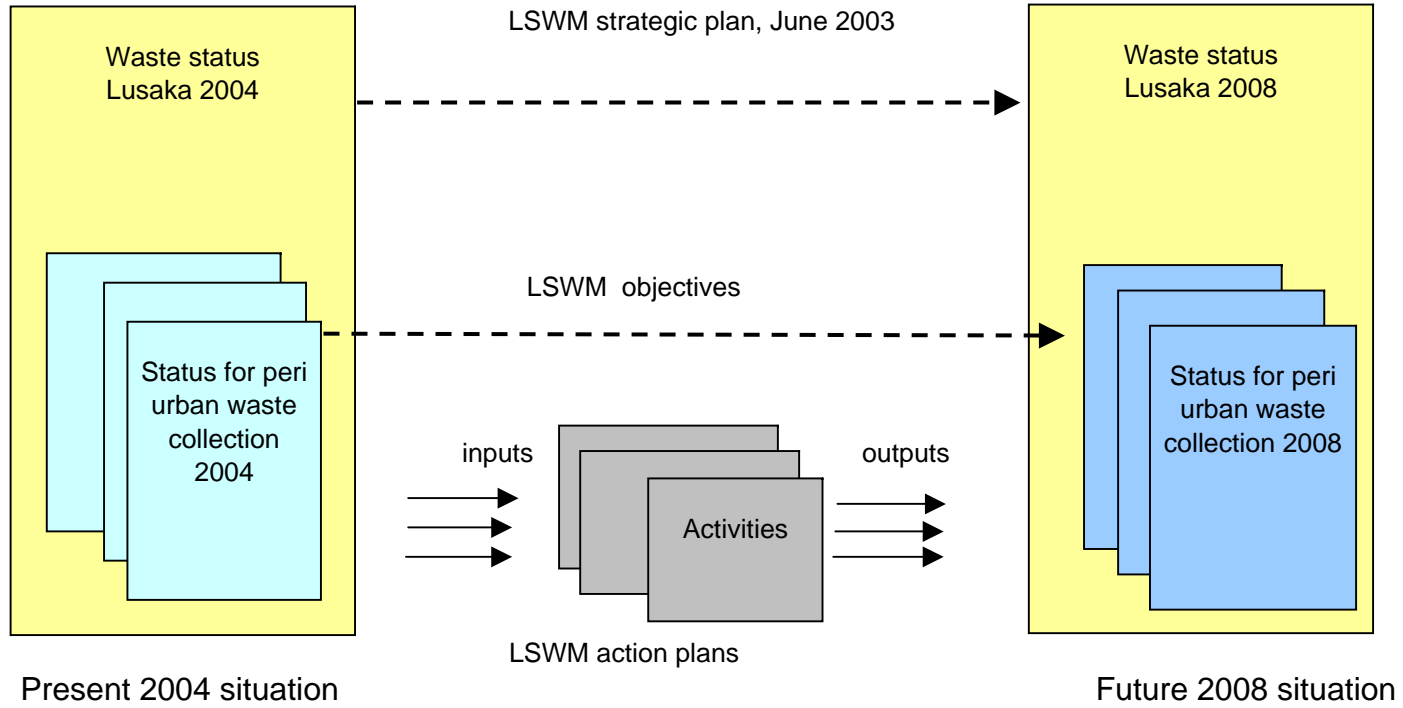 LSWM strategic plan, June 2003
Waste status
Lusaka 2004
Waste status
Lusaka 2008
LSWM objectives
Status for peri
urban waste
collection
2004
Status for peri
urban waste
collection 2008
inputs
outputs
Activities
LSWM action plans
Present 2004 situation
Future 2008 situation